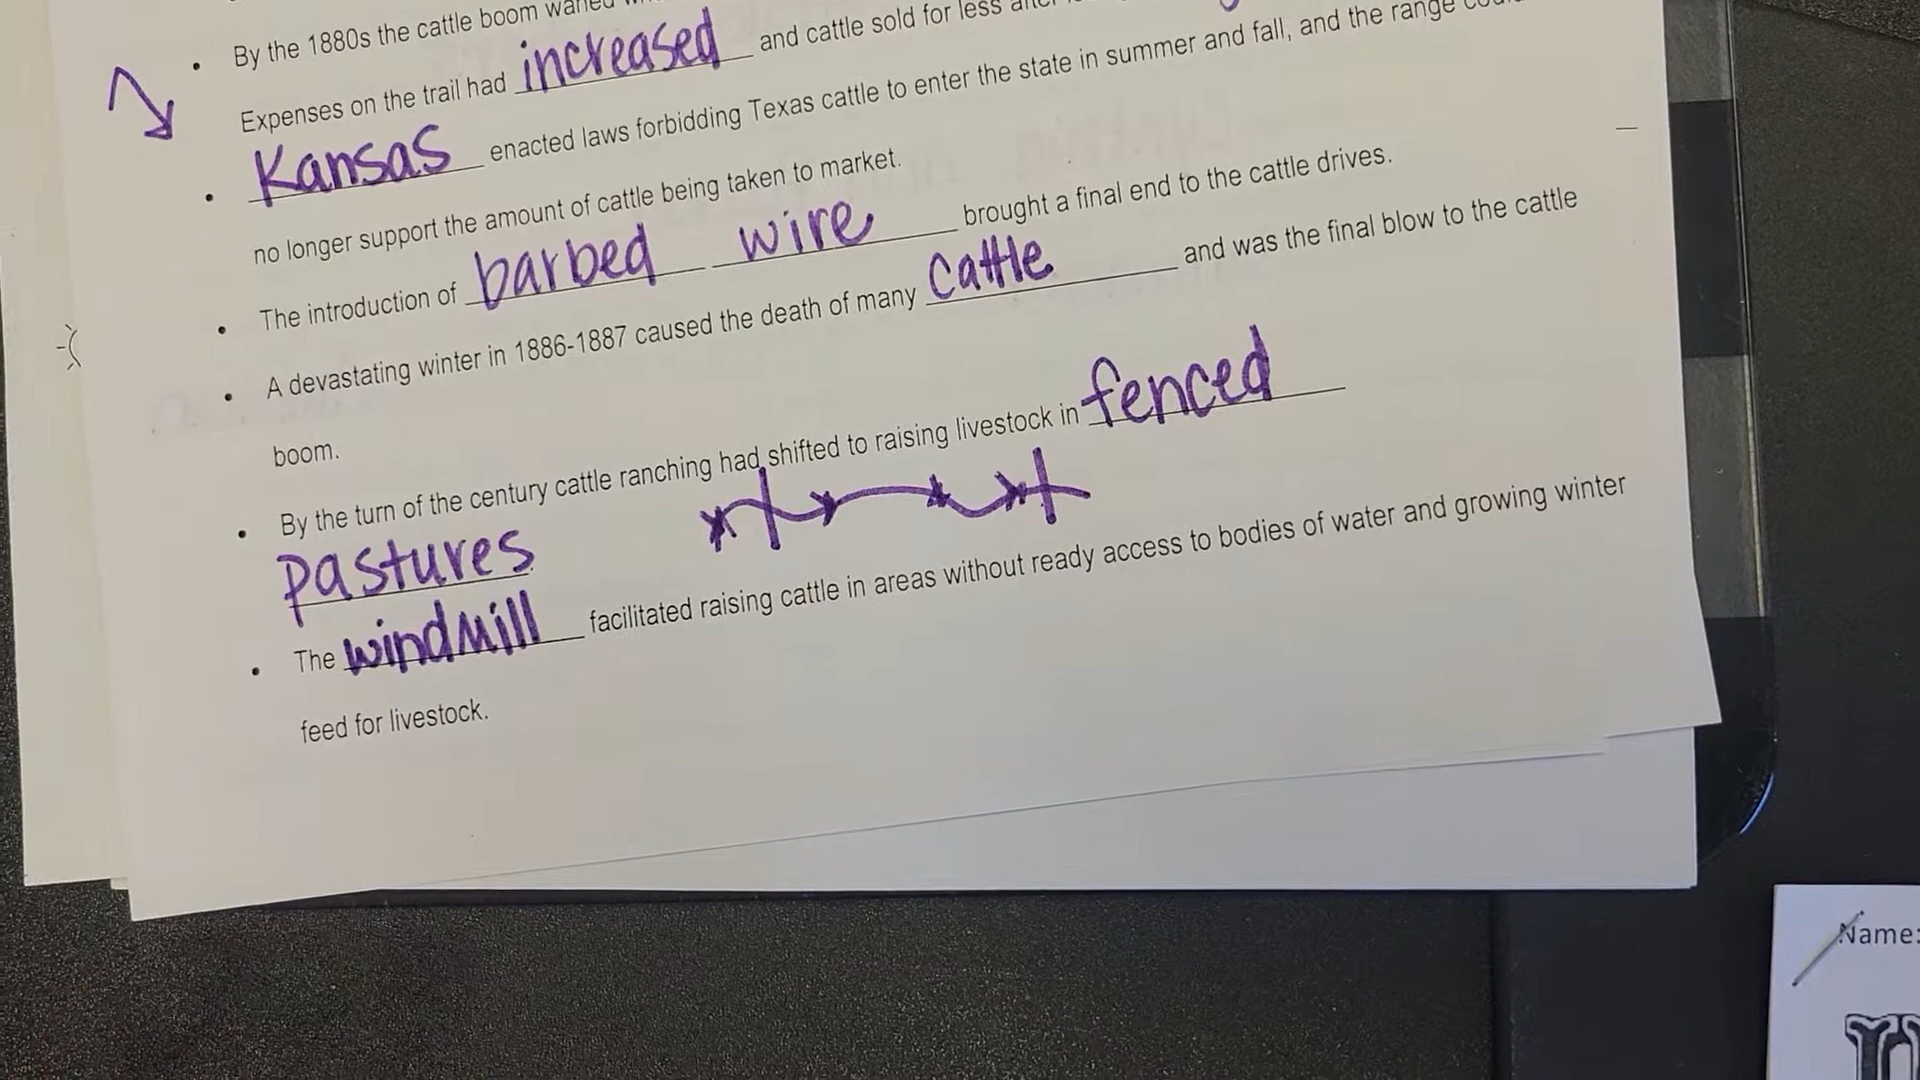 By the 1880s the cattle boom waned
Expenses on the trail had increased and cattle sold for less
Kansas enacted laws forbidding Texas cattle to enter the state in summer and fall, and the range
no longer support the amount of cattle being taken to market.
The introduction of barbed wire brought a final end to the cattle drives.
A devastating winter in 1886-1887 caused the death of many cattle and was the final blow to the cattle
boom.
By the turn of the century cattle ranching had shifted to raising livestock in fenced
pastures
The windmill facilitated raising cattle in areas without ready access to bodies of water and growing winter
feed for livestock.
Name: